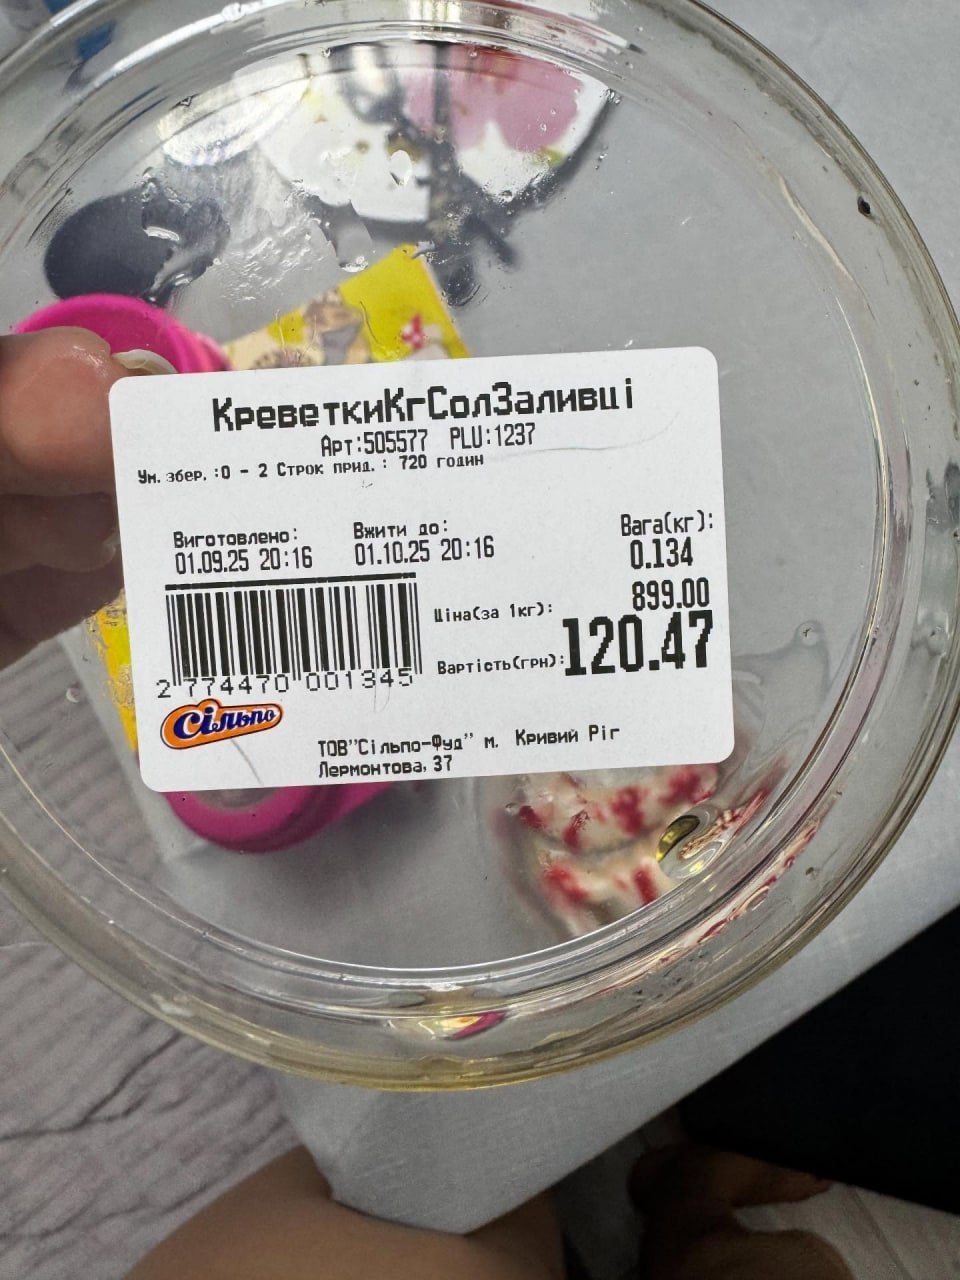 КреветкиКгСолЗаливці
Арт:505577 PLU:1237
Ум. збер. :0 - 2 Строк прид. : 720 годин
Виготовлено: Вжити до: Вага(кг):
01.09.25 20:16 01.10.25 20:16 0.134
Ціна(за 1кг): 899.00
Вартість(грн): 120.47
2 774470 001345
Сільпо
ТОВ"Сільпо-Фуд" м. Кривий Ріг
Лермонтова, 37